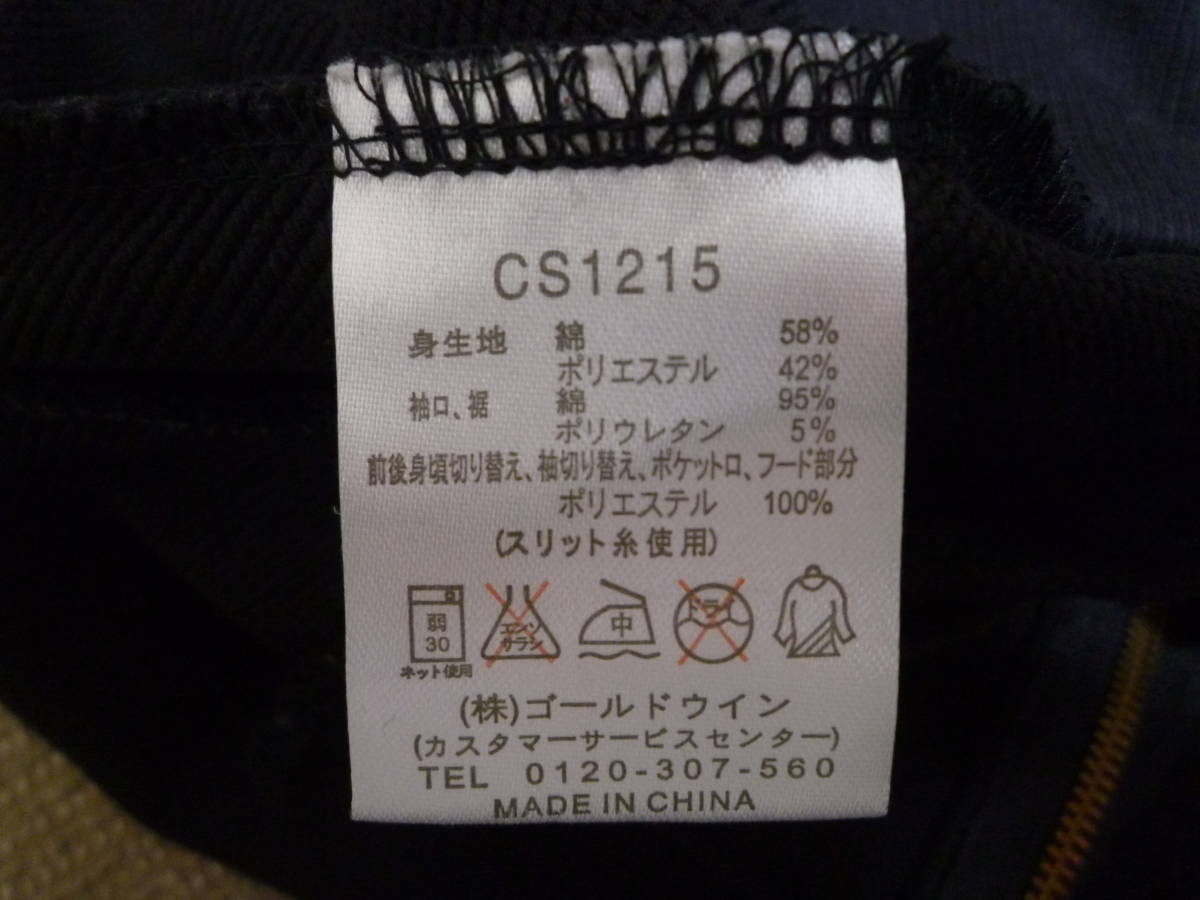 CS1215
身生地 綿 58%
ポリエステル 42%
袖口、裾 綿 95%
ポリウレタン 5%
前後身頃切り替え、袖切り替え、ポケット口、フード部分
ポリエステル 100%
(スリット糸使用)
弱
30
エンソ
サラシ
中
ドライ
ネット使用
(株)ゴールドウイン
(カスタマーサービスセンター)
TEL 0120-307-560
MADE IN CHINA